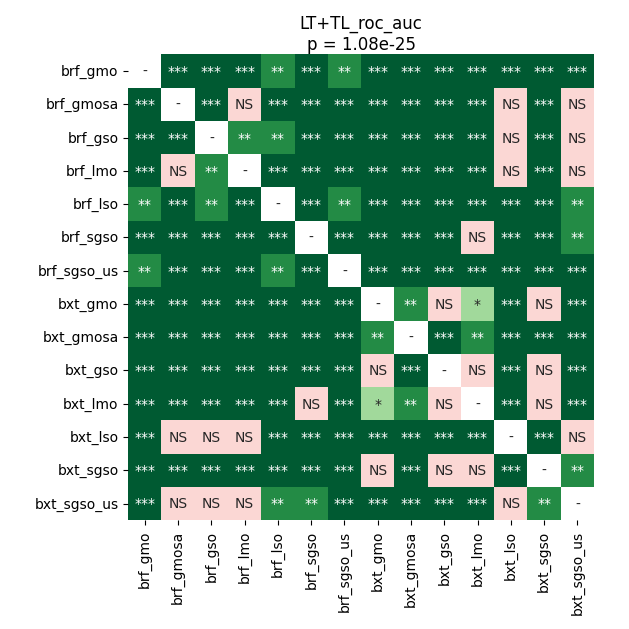 LT+TL_roc_auc
p = 1.08e-25
brf_gmo - *** *** *** ** *** ** *** *** *** *** *** *** ***
brf_gmosa *** - *** NS *** *** *** *** *** *** *** NS *** NS
brf_gso *** *** - ** ** *** *** *** *** *** *** NS *** NS
brf_lmo *** NS ** - *** *** *** *** *** *** *** NS *** NS
brf_lso ** *** ** *** - *** ** *** *** *** *** *** *** **
brf_sgso *** *** *** *** *** - *** *** *** *** NS *** *** **
brf_sgso_us ** *** *** *** ** *** - *** *** *** *** *** *** ***
bxt_gmo *** *** *** *** *** *** *** - ** NS * *** NS ***
bxt_gmosa *** *** *** *** *** *** *** ** - *** ** *** *** ***
bxt_gso *** *** *** *** *** *** *** NS *** - NS *** NS ***
bxt_lmo *** *** *** *** *** NS *** * ** NS - *** NS ***
bxt_lso *** NS NS NS *** *** *** *** *** *** *** - *** NS
bxt_sgso *** *** *** *** *** *** *** NS *** NS NS *** - **
bxt_sgso_us *** NS NS NS ** ** *** *** *** *** *** NS ** -
brf_gmo brf_gmosa brf_gso brf_lmo brf_lso brf_sgso brf_sgso_us bxt_gmo bxt_gmosa bxt_gso bxt_lmo bxt_lso bxt_sgso bxt_sgso_us